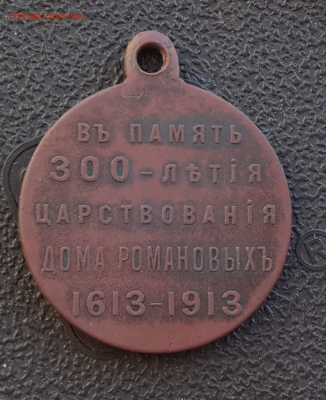 ВЪ ПАМЯТЬ
300-ЛѢТІЯ
ЦАРСТВОВАНІЯ
ДОМА РОМАНОВЫХЪ
1613-1913